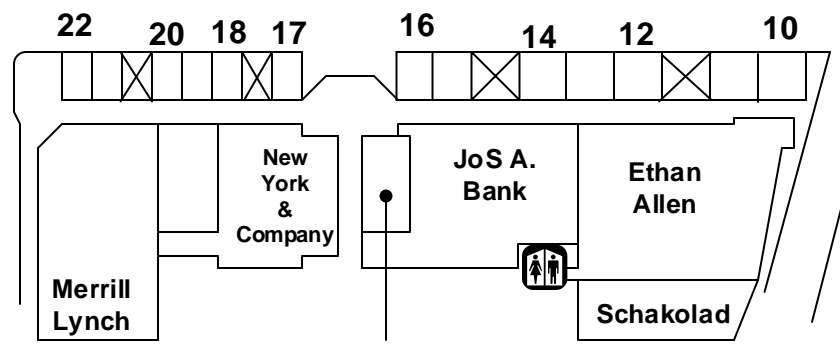 22 20 18 17 16 14 12 10
New
York
&
Company
JoS A.
Bank
Ethan
Allen
Merrill
Lynch
Schakolad